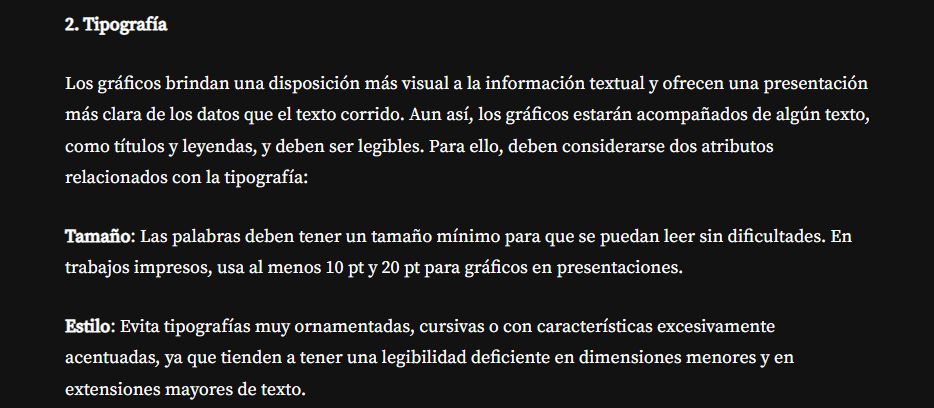 2. Tipografía
Los gráficos brindan una disposición más visual a la información textual y ofrecen una presentación
más clara de los datos que el texto corrido. Aun así, los gráficos estarán acompañados de algún texto,
como títulos y leyendas, y deben ser legibles. Para ello, deben considerarse dos atributos
relacionados con la tipografía:
Tamaño: Las palabras deben tener un tamaño mínimo para que se puedan leer sin dificultades. En
trabajos impresos, usa al menos 10 pt y 20 pt para gráficos en presentaciones.
Estilo: Evita tipografías muy ornamentadas, cursivas o con características excesivamente
acentuadas, ya que tienden a tener una legibilidad deficiente en dimensiones menores y en
extensiones mayores de texto.